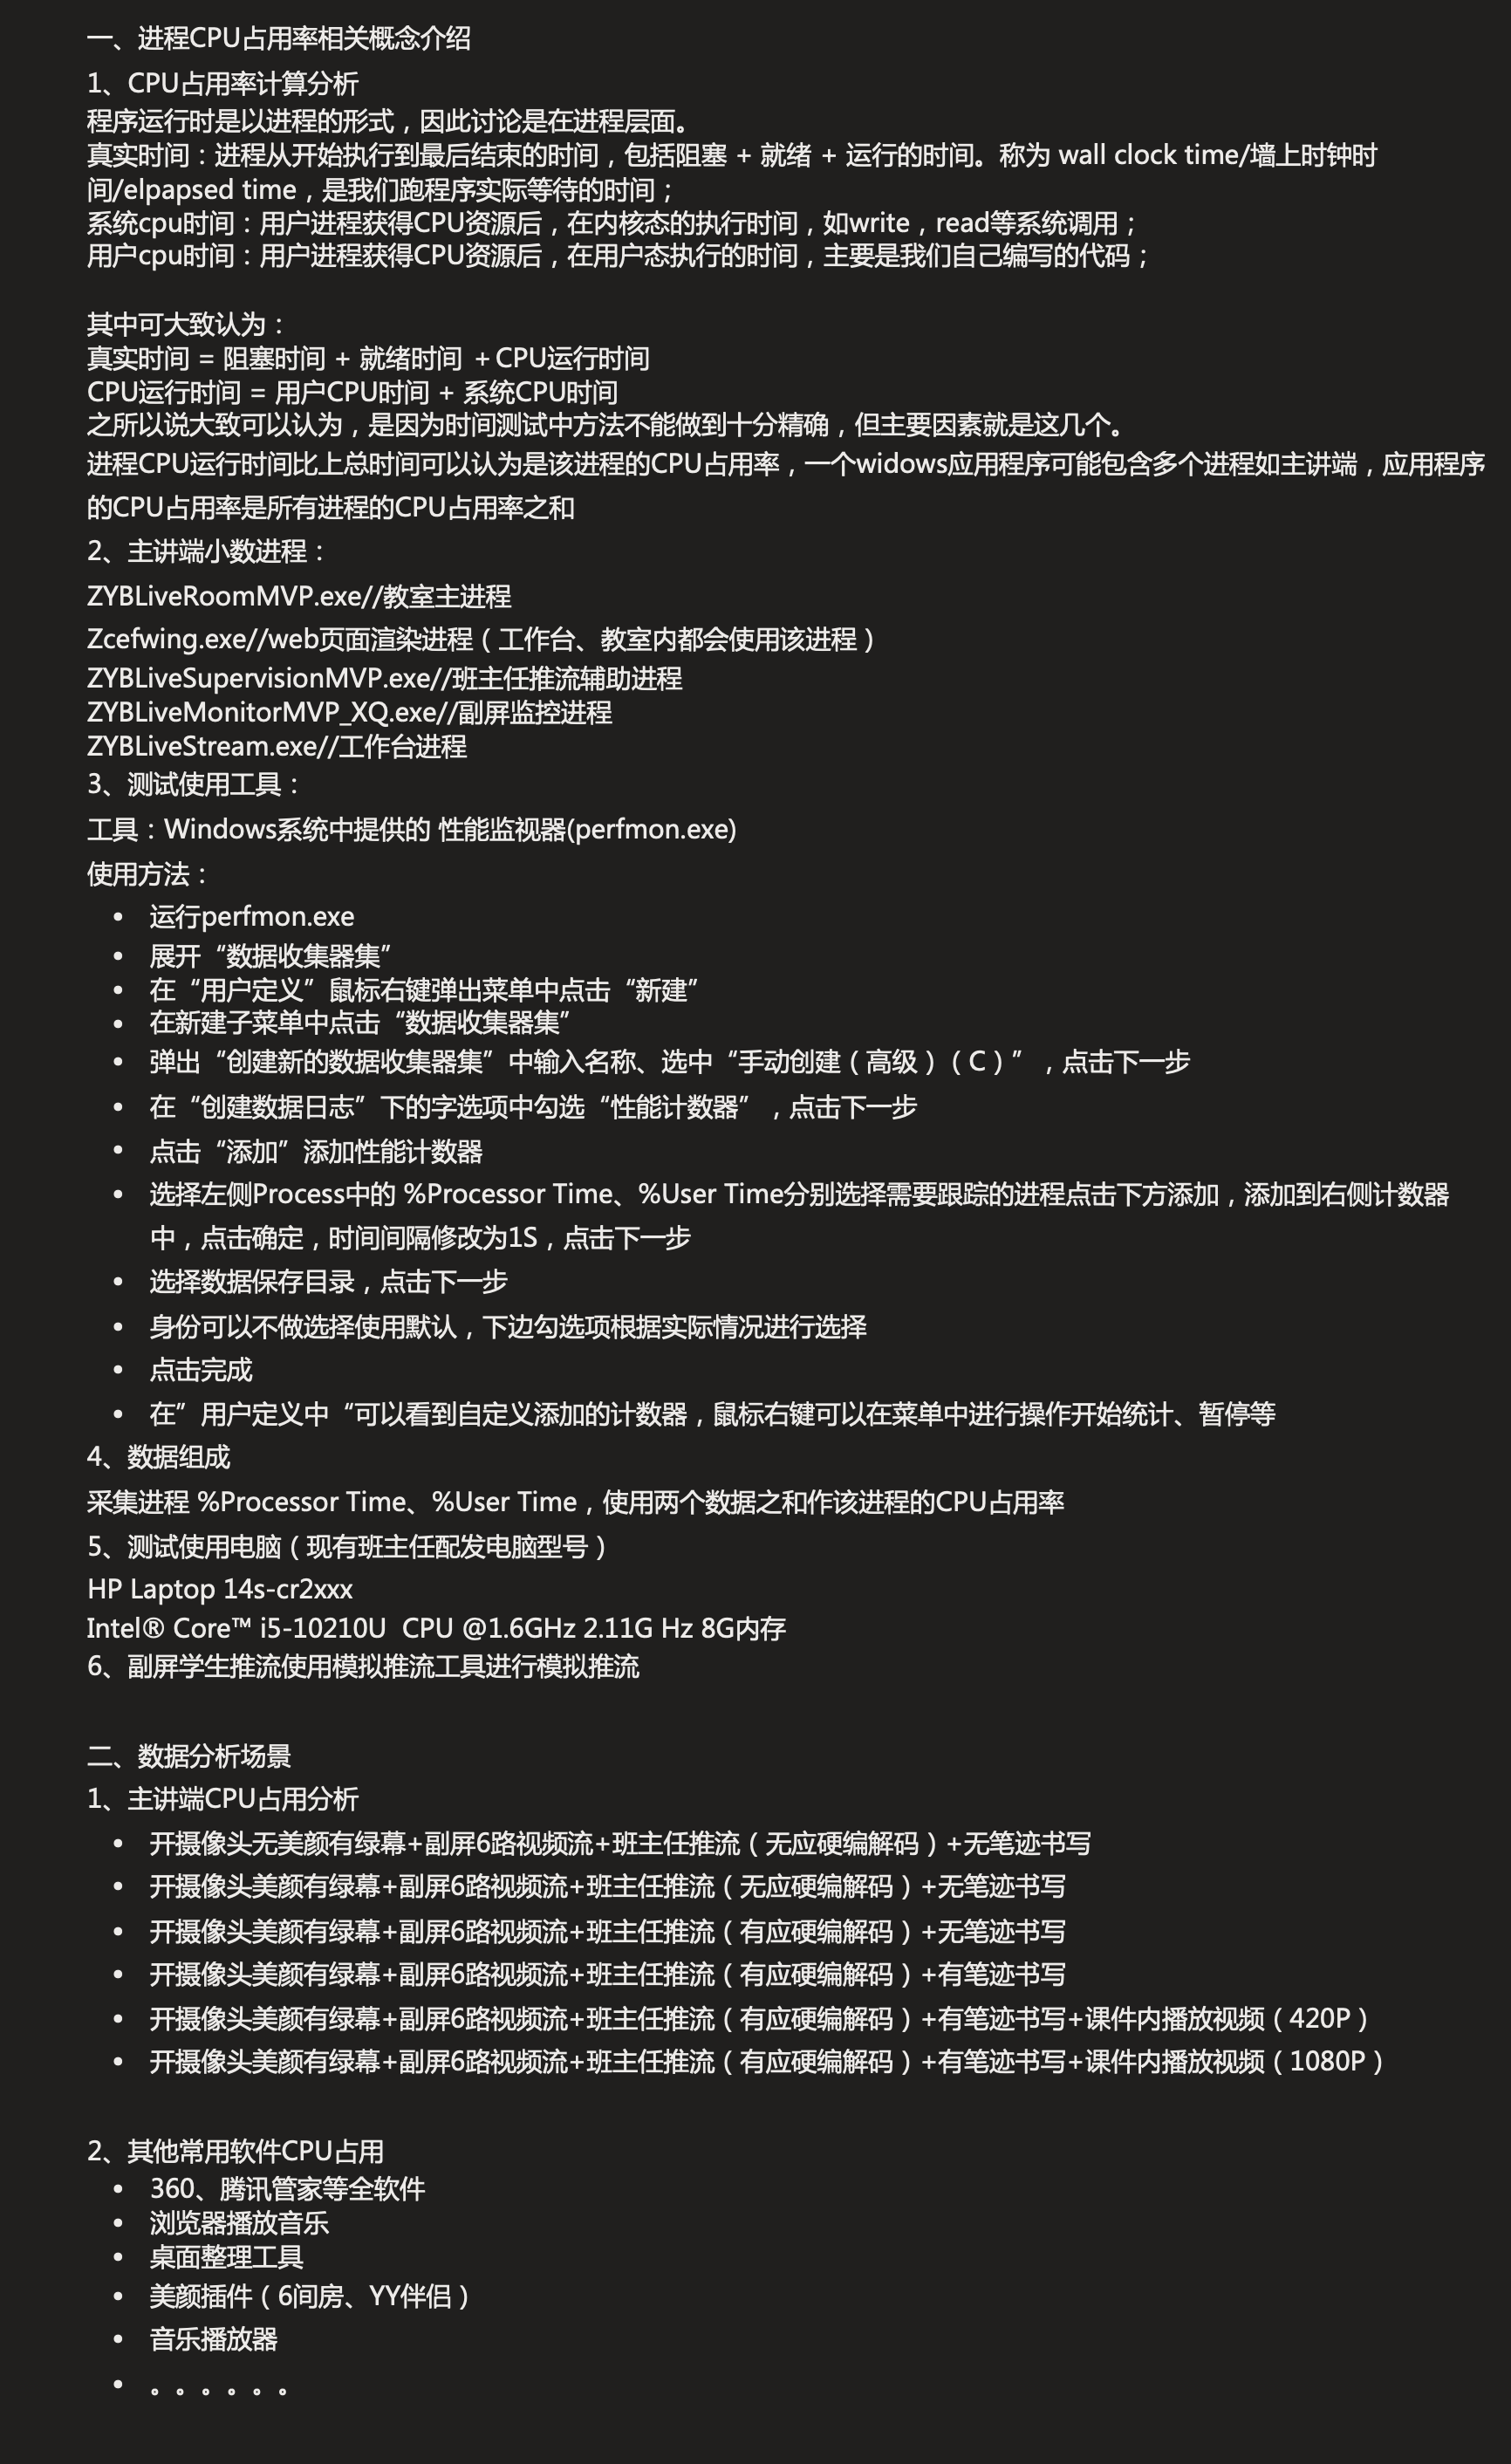 一、进程CPU占用率相关概念介绍
1、CPU占用率计算分析
程序运行时是以进程的形式，因此讨论是在进程层面。
真实时间：进程从开始执行到最后结束的时间，包括阻塞 + 就绪 + 运行的时间。称为 wall clock time/墙上时钟时
间/elpapsed time，是我们跑程序实际等待的时间；
系统cpu时间：用户进程获得CPU资源后，在内核态的执行时间，如write，read等系统调用；
用户cpu时间：用户进程获得CPU资源后，在用户态执行的时间，主要是我们自己编写的代码；
其中可大致认为：
真实时间 = 阻塞时间 + 就绪时间 ＋CPU运行时间
CPU运行时间 = 用户CPU时间 + 系统CPU时间
之所以说大致可以认为，是因为时间测试中方法不能做到十分精确，但主要因素就是这几个。
进程CPU运行时间比上总时间可以认为是该进程的CPU占用率，一个widows应用程序可能包含多个进程如主讲端，应用程序
的CPU占用率是所有进程的CPU占用率之和
2、主讲端小数进程：
ZYBLiveRoomMVP.exe//教室主进程
Zcefwing.exe//web页面渲染进程（工作台、教室内都会使用该进程）
ZYBLiveSupervisionMVP.exe//班主任推流辅助进程
ZYBLiveMonitorMVP_XQ.exe//副屏监控进程
ZYBLiveStream.exe//工作台进程
3、测试使用工具：
工具：Windows系统中提供的 性能监视器(perfmon.exe)
使用方法：
• 运行perfmon.exe
• 展开“数据收集器集”
• 在“用户定义”鼠标右键弹出菜单中点击“新建”
• 在新建子菜单中点击“数据收集器集”
• 弹出“创建新的数据收集器集”中输入名称、选中“手动创建（高级）（C）”，点击下一步
• 在“创建数据日志”下的字选项中勾选“性能计数器”，点击下一步
• 点击“添加”添加性能计数器
• 选择左侧Process中的 %Processor Time、%User Time分别选择需要跟踪的进程点击下方添加，添加到右侧计数器
中，点击确定，时间间隔修改为1S，点击下一步
• 选择数据保存目录，点击下一步
• 身份可以不做选择使用默认，下边勾选项根据实际情况进行选择
• 点击完成
• 在”用户定义中“可以看到自定义添加的计数器，鼠标右键可以在菜单中进行操作开始统计、暂停等
4、数据组成
采集进程 %Processor Time、%User Time，使用两个数据之和作该进程的CPU占用率
5、测试使用电脑（现有班主任配发电脑型号）
HP Laptop 14s-cr2xxx
Intel® Core™ i5-10210U  CPU @1.6GHz 2.11G Hz 8G内存
6、副屏学生推流使用模拟推流工具进行模拟推流
二、数据分析场景
1、主讲端CPU占用分析
• 开摄像头无美颜有绿幕+副屏6路视频流+班主任推流（无应硬编解码）+无笔迹书写
• 开摄像头美颜有绿幕+副屏6路视频流+班主任推流（无应硬编解码）+无笔迹书写
• 开摄像头美颜有绿幕+副屏6路视频流+班主任推流（有应硬编解码）+无笔迹书写
• 开摄像头美颜有绿幕+副屏6路视频流+班主任推流（有应硬编解码）+有笔迹书写
• 开摄像头美颜有绿幕+副屏6路视频流+班主任推流（有应硬编解码）+有笔迹书写+课件内播放视频（420P）
• 开摄像头美颜有绿幕+副屏6路视频流+班主任推流（有应硬编解码）+有笔迹书写+课件内播放视频（1080P）
2、其他常用软件CPU占用
• 360、腾讯管家等全软件
• 浏览器播放音乐
• 桌面整理工具
• 美颜插件（6间房、YY伴侣）
• 音乐播放器
• 。。。。。。